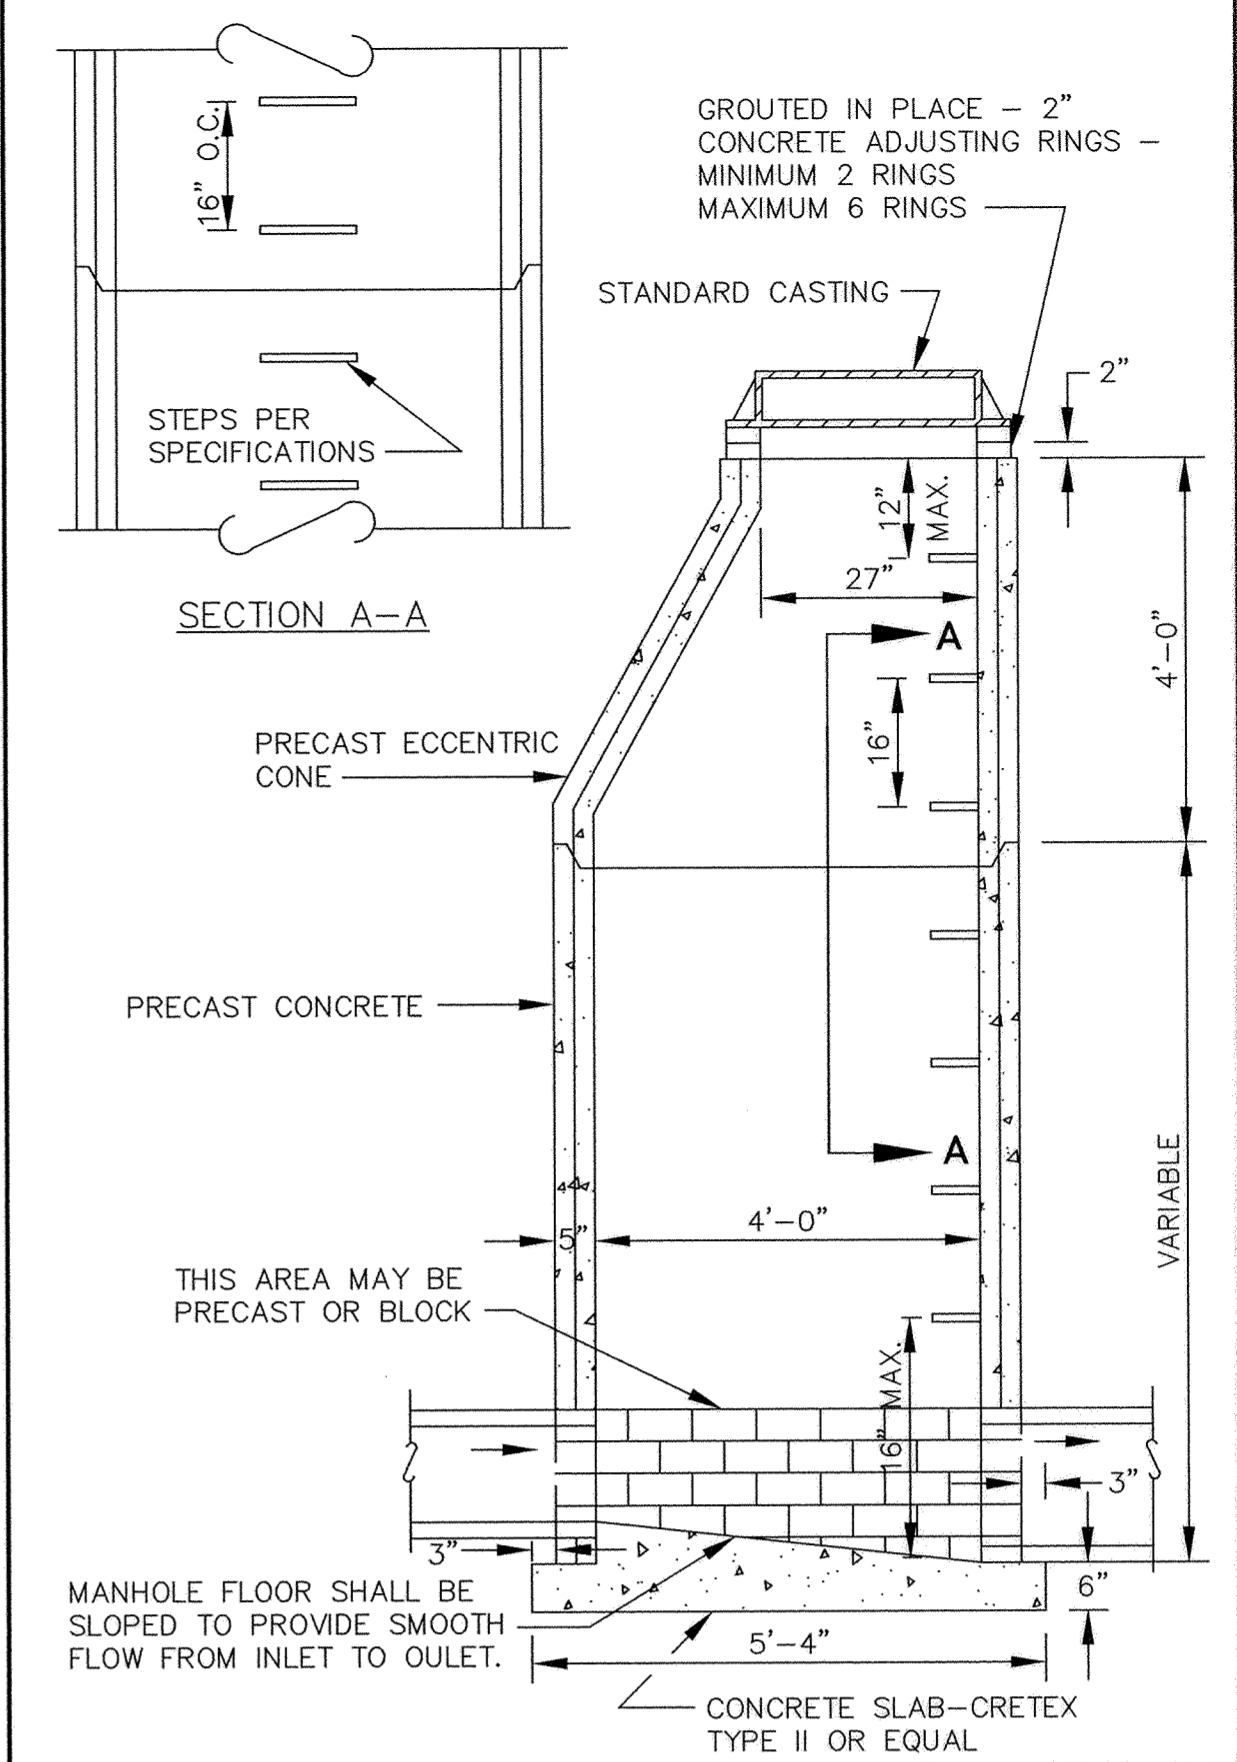 16" O.C.
STEPS PER
SPECIFICATIONS
SECTION A-A
GROUTED IN PLACE - 2"
CONCRETE ADJUSTING RINGS -
MINIMUM 2 RINGS
MAXIMUM 6 RINGS
STANDARD CASTING
2"
12" MAX.
27"
A
4'-0"
16"
PRECAST ECCENTRIC
CONE
PRECAST CONCRETE
A
VARIABLE
5"
4'-0"
THIS AREA MAY BE
PRECAST OR BLOCK
16" MAX.
3"
3"
6"
MANHOLE FLOOR SHALL BE
SLOPED TO PROVIDE SMOOTH
FLOW FROM INLET TO OULET.
5'-4"
CONCRETE SLAB-CRETEX
TYPE II OR EQUAL